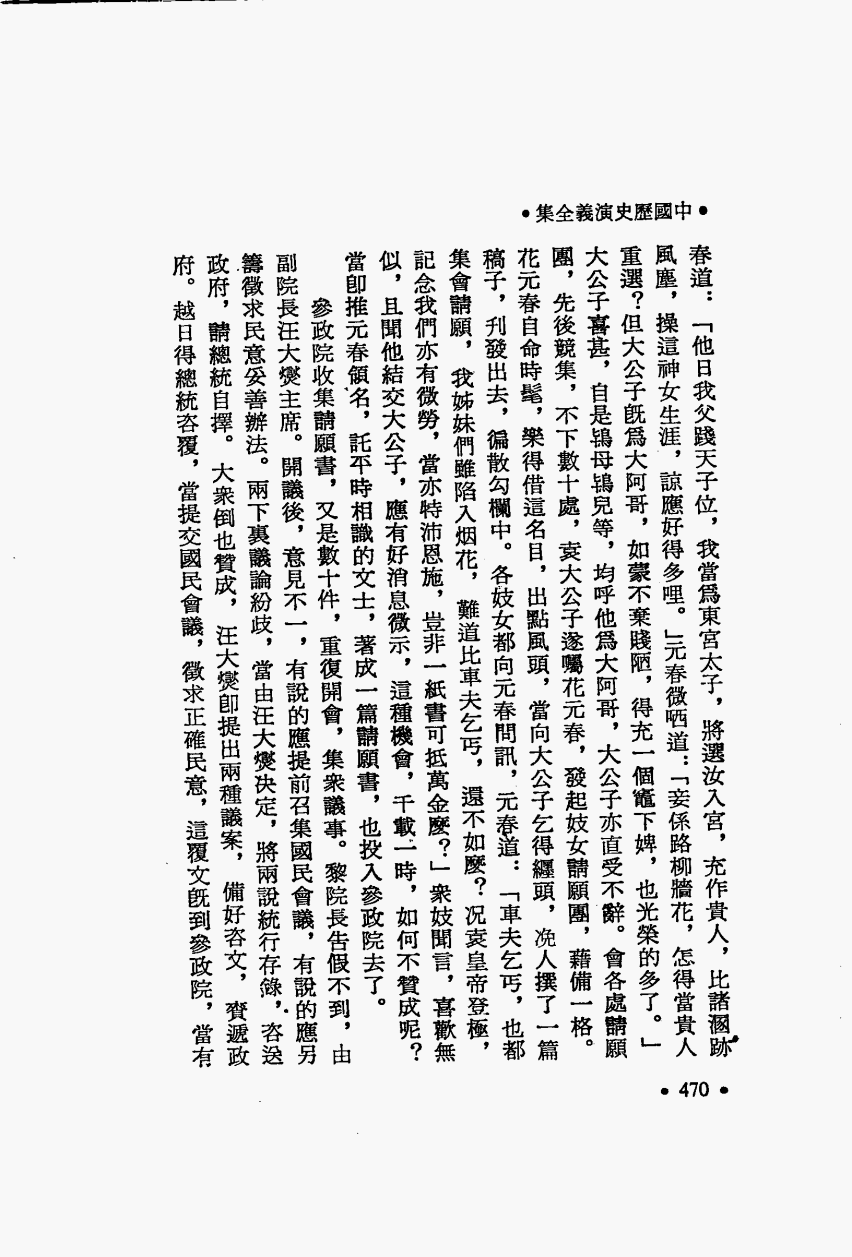 •中國歷史演義全集•
春道：「他日我父踐天子位，我當爲東宮太子，將選汝入宮，充作貴人，比諸溷跡
風塵，操這神女生涯，諒應好得多哩。」元春微哂道：「妾係路柳牆花，怎得當貴人
重選？但大公子旣爲大阿哥，如蒙不棄賤陋，得充一個竈下婢，也光榮的多了。」
大公子喜甚，自是鴇母鴇兒等，均呼他爲大阿哥，大公子亦直受不辭。會各處請願
團，先後競集，不下數十處，袁大公子遂囑花元春，發起妓女請願團，藉備一格。
花元春自命時髦，樂得借這名目，出點風頭，當向大公子乞得纏頭，浼人撰了一篇
稿子，刋發出去，徧散勾欄中。各妓女都向元春問訊，元春道：「車夫乞丐，也都
集會請願，我姊妹們雖陷入烟花，難道比車夫乞丐，還不如麽？况袁皇帝登極，
記念我們亦有微勞，當亦特沛恩施，豈非一紙書可抵萬金麽？」衆妓聞言，喜歡無
似，且聞他結交大公子，應有好消息微示，這種機會，千載一時，如何不贊成呢？
當卽推元春領名，託平時相識的文士，著成一篇請願書，也投入參政院去了。
參政院收集請願書，又是數十件，重復開會，集衆議事。黎院長告假不到，由
副院長汪大爕主席。開議後，意見不一，有說的應提前召集國民會議，有說的應另
籌徵求民意妥善辦法。兩下裏議論紛歧，當由汪大爕决定，將兩說統行存錄，咨送
政府，請總統自擇。大衆倒也贊成，汪大爕卽提出兩種議案，備好咨文，賚遞政
府。越日得總統咨覆，當提交國民會議，徵求正確民意，這覆文旣到參政院，當有
•470•